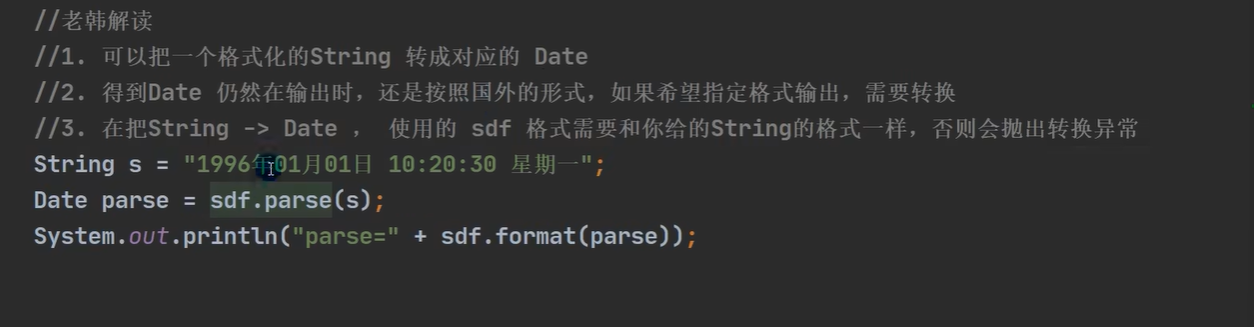 //老韩解读
//1. 可以把一个格式化的String 转成对应的 Date
//2. 得到Date 仍然在输出时，还是按照国外的形式，如果希望指定格式输出，需要转换
//3. 在把String -> Date ， 使用的 sdf 格式需要和你给的String的格式一样，否则会抛出转换异常
String s = "1996年01月01日 10:20:30 星期一";
Date parse = sdf.parse(s);
System.out.println("parse=" + sdf.format(parse));